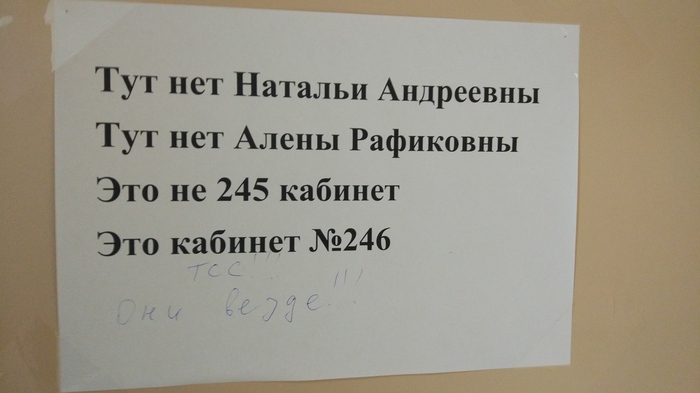 Тут нет Натальи Андреевны
Тут нет Алены Рафиковны
Это не 245 кабинет
Это кабинет №246
тсс!!!
Они везде!!!